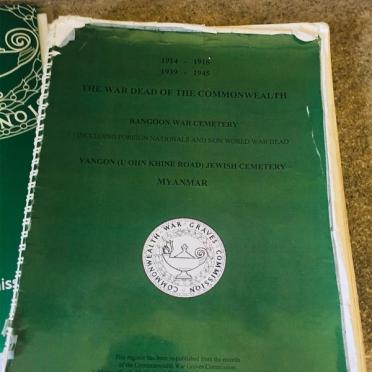 1914 - 1918
1939 - 1945
THE WAR DEAD OF THE COMMONWEALTH
RANGOON WAR CEMETERY
INCLUDING FOREIGN NATIONALS AND NON WORLD WAR DEAD
YANGON (U OHN KHINE ROAD) JEWISH CEMETERY
MYANMAR
COMMONWEALTH · WAR · GRAVES COMMISSION ·
This register has been republished from the records
of the Commonwealth War Graves Commission